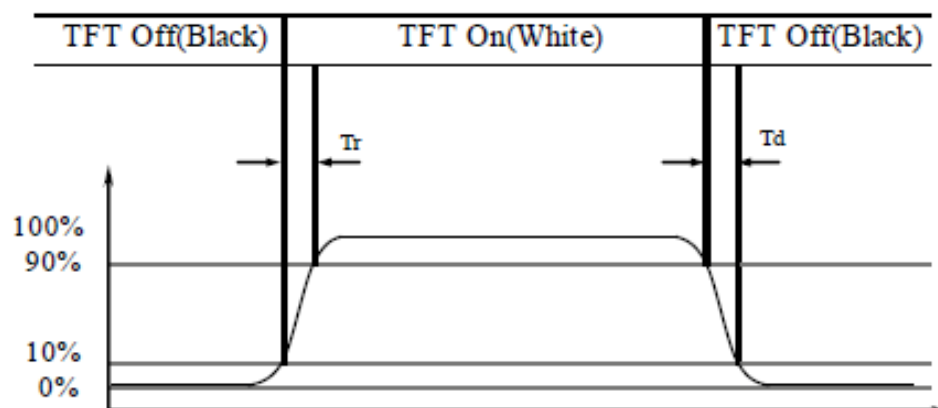 TFT Off(Black) TFT On(White) TFT Off(Black)
Tr Td
100%
90%
10%
0%